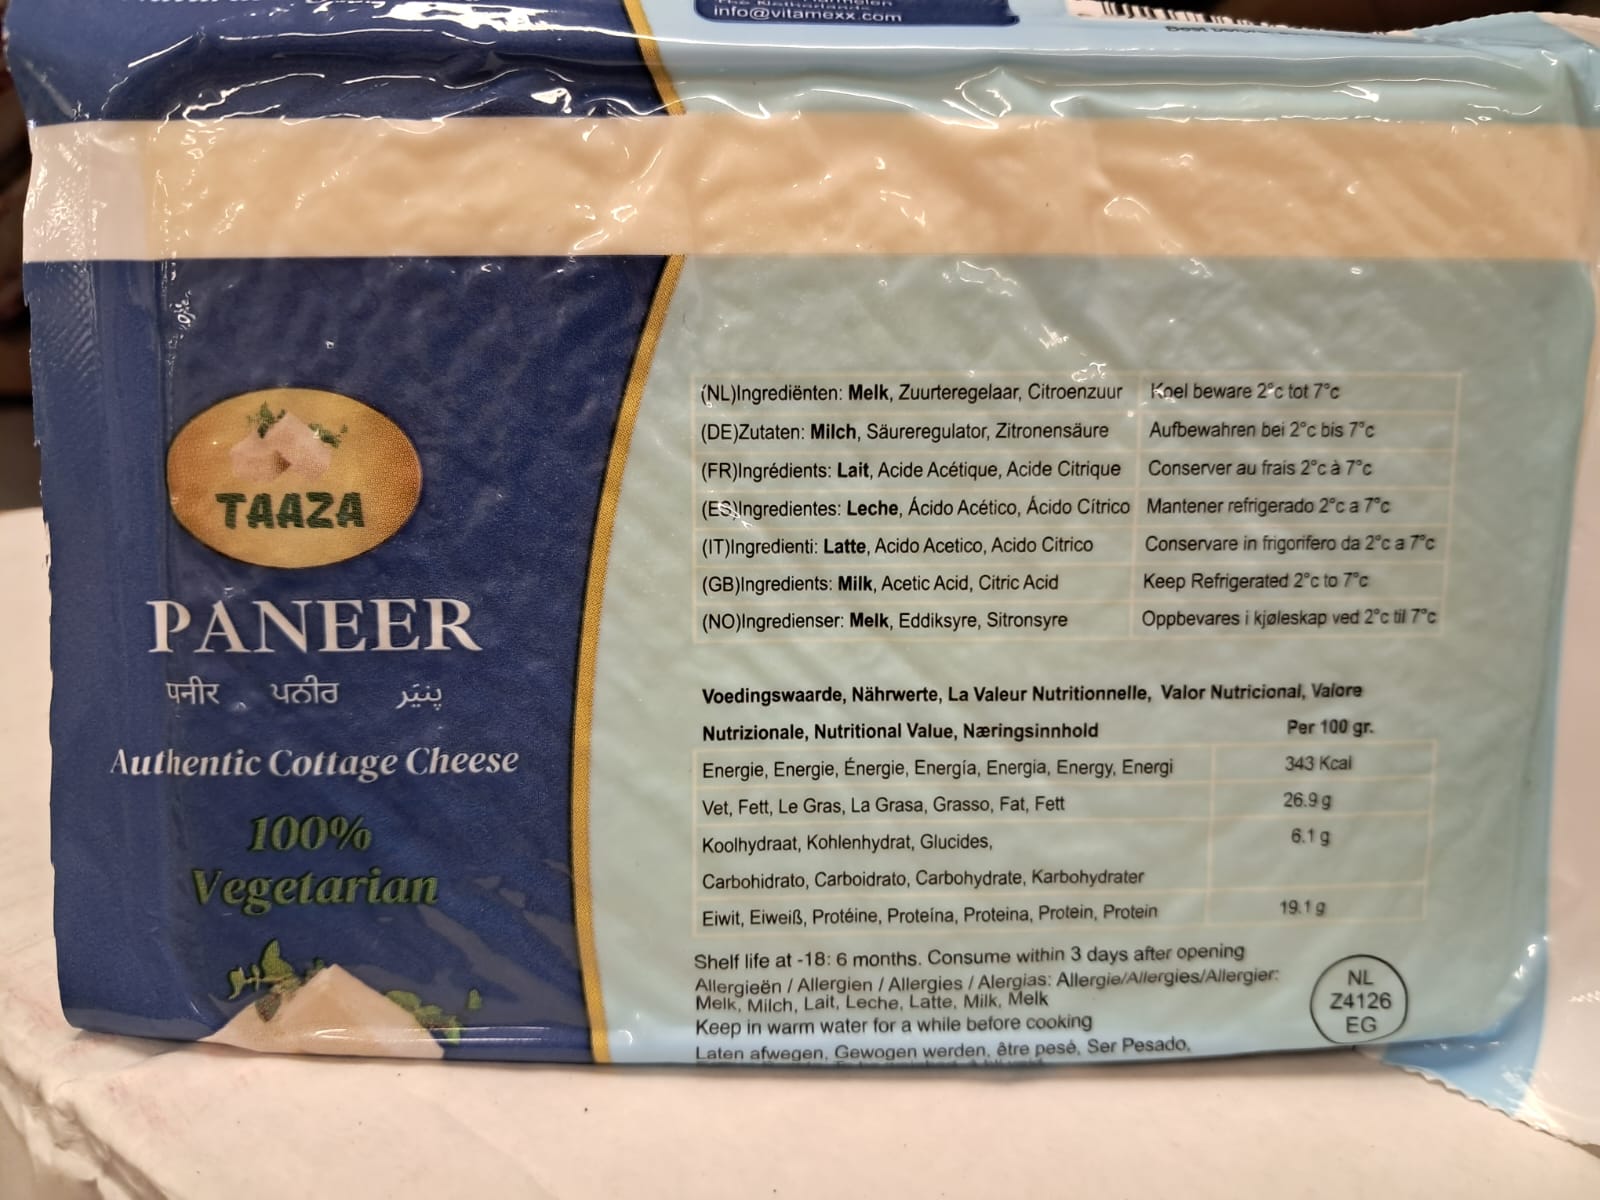 The Netherlands
info@vitamexx.com
TAAZA
PANEER
पनीर ਪਨੀਰ پنیر
Authentic Cottage Cheese
100%
Vegetarian
(NL)Ingrediënten: Melk, Zuurteregelaar, Citroenzuur Koel beware 2°c tot 7°c
(DE)Zutaten: Milch, Säureregulator, Zitronensäure Aufbewahren bei 2°c bis 7°c
(FR)Ingrédients: Lait, Acide Acétique, Acide Citrique Conserver au frais 2°c à 7°c
(ES)Ingredientes: Leche, Ácido Acético, Ácido Cítrico Mantener refrigerado 2°c a 7°c
(IT)Ingredienti: Latte, Acido Acetico, Acido Citrico Conservare in frigorifero da 2°c a 7°c
(GB)Ingredients: Milk, Acetic Acid, Citric Acid Keep Refrigerated 2°c to 7°c
(NO)Ingredienser: Melk, Eddiksyre, Sitronsyre Oppbevares i kjøleskap ved 2°c til 7°c
Voedingswaarde, Nährwerte, La Valeur Nutritionnelle, Valor Nutricional, Valore
Nutrizionale, Nutritional Value, Næringsinnhold Per 100 gr.
Energie, Energie, Énergie, Energía, Energia, Energy, Energi 343 Kcal
Vet, Fett, Le Gras, La Grasa, Grasso, Fat, Fett 26.9 g
Koolhydraat, Kohlenhydrat, Glucides, 6.1 g
Carbohidrato, Carboidrato, Carbohydrate, Karbohydrater
Eiwit, Eiweiß, Protéine, Proteína, Proteina, Protein, Protein 19.1 g
Shelf life at -18: 6 months. Consume within 3 days after opening
Allergieën / Allergien / Allergies / Alergias: Allergie/Allergies/Allergier:
Melk, Milch, Lait, Leche, Latte, Milk, Melk
Keep in warm water for a while before cooking
Laten afwegen, Gewogen werden, être pesé, Ser Pesado,
NL
Z4126
EG